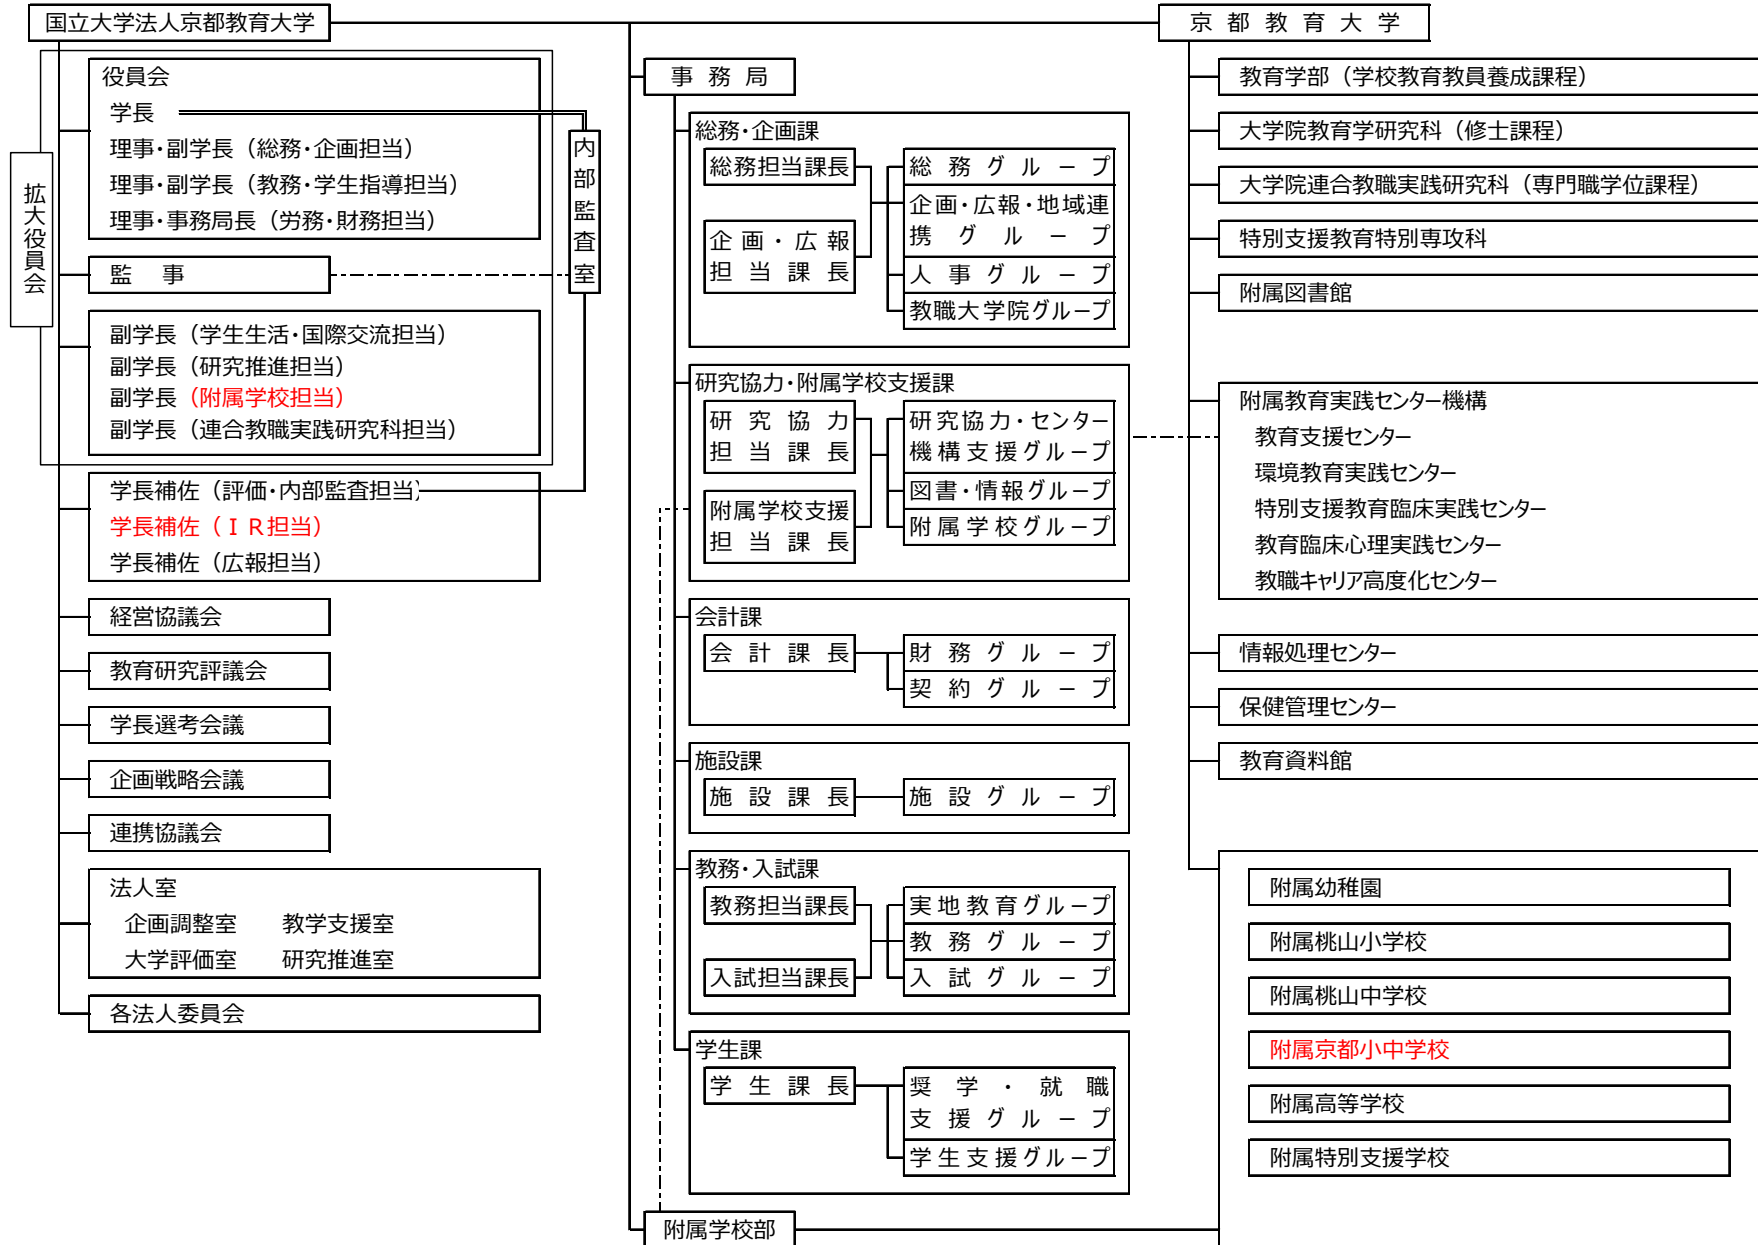 国立大学法人京都教育大学
京都教育大学
拡大役員会
役員会
学長
理事・副学長（総務・企画担当）
理事・副学長（教務・学生指導担当）
理事・事務局長（労務・財務担当）
内部監査室
監事
副学長（学生生活・国際交流担当）
副学長（研究推進担当）
副学長（附属学校担当）
副学長（連合教職実践研究科担当）
学長補佐（評価・内部監査担当）
学長補佐（ＩＲ担当）
学長補佐（広報担当）
経営協議会
教育研究評議会
学長選考会議
企画戦略会議
連携協議会
法人室
企画調整室　教学支援室
大学評価室　研究推進室
各法人委員会
事務局
総務・企画課
総務担当課長
企画・広報
担当課長
総務グループ
企画・広報・地域連
携グループ
人事グループ
教職大学院グループ
研究協力・附属学校支援課
研究協力
担当課長
附属学校支援
担当課長
研究協力・センター
機構支援グループ
図書・情報グループ
附属学校グループ
会計課
会計課長
財務グループ
契約グループ
施設課
施設課長
施設グループ
教務・入試課
教務担当課長
入試担当課長
実地教育グループ
教務グループ
入試グループ
学生課
学生課長
奨学・就職
支援グループ
学生支援グループ
附属学校部
教育学部（学校教育教員養成課程）
大学院教育学研究科（修士課程）
大学院連合教職実践研究科（専門職学位課程）
特別支援教育特別専攻科
附属図書館
附属教育実践センター機構
教育支援センター
環境教育実践センター
特別支援教育臨床実践センター
教育臨床心理実践センター
教職キャリア高度化センター
情報処理センター
保健管理センター
教育資料館
附属幼稚園
附属桃山小学校
附属桃山中学校
附属京都小中学校
附属高等学校
附属特別支援学校